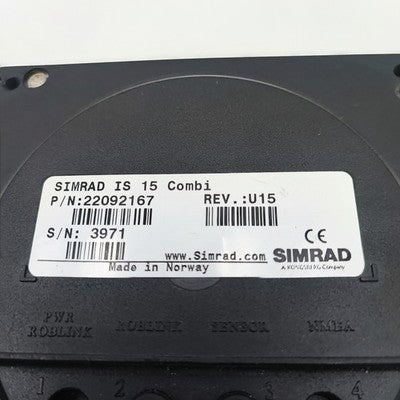 SIMRAD IS 15 Combi
P/N:22092167 REV.:U15
S/N: 3971
CE
www.Simrad.com SIMRAD
A KONGSBERG Company
Made in Norway
PWR
ROBLINK ROBLINK SENSOR NMEA
1 2 3 4